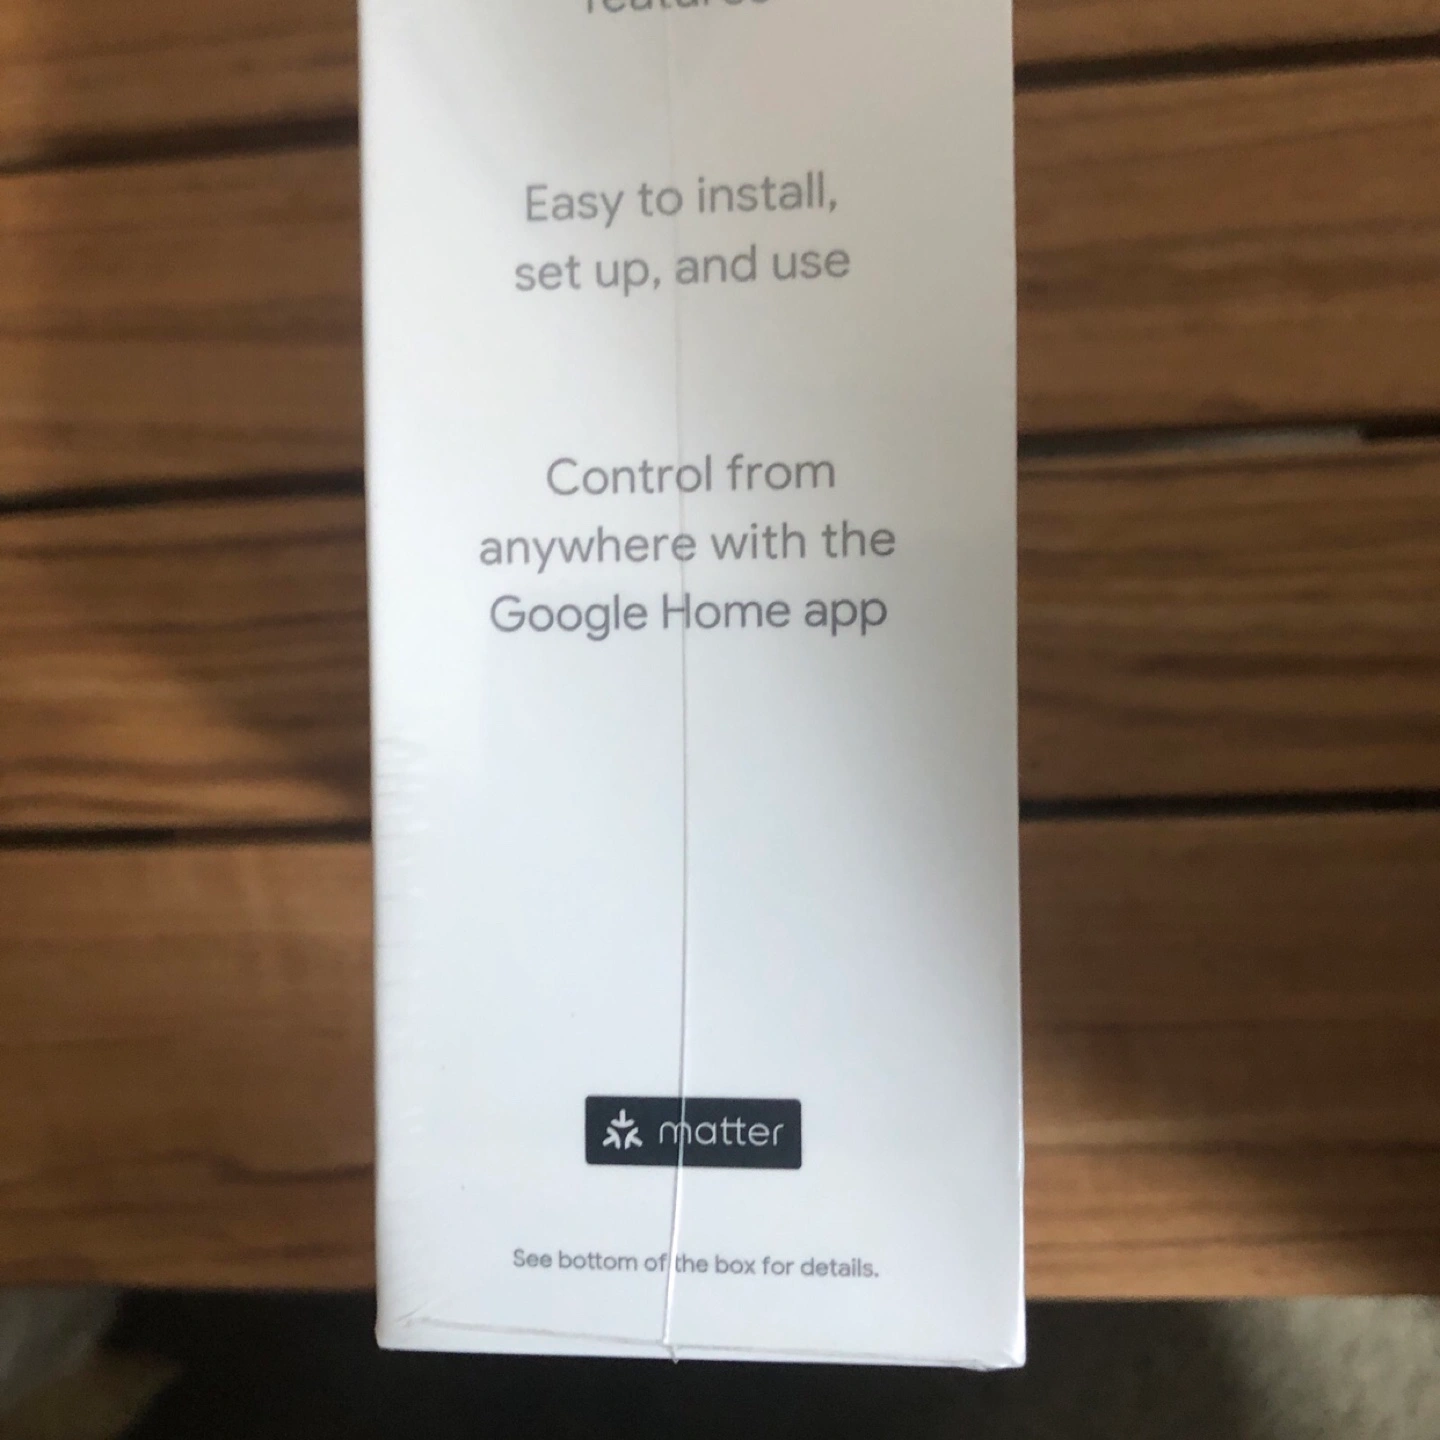 features
Easy to install,
set up, and use
Control from
anywhere with the
Google Home app
matter
See bottom of the box for details.